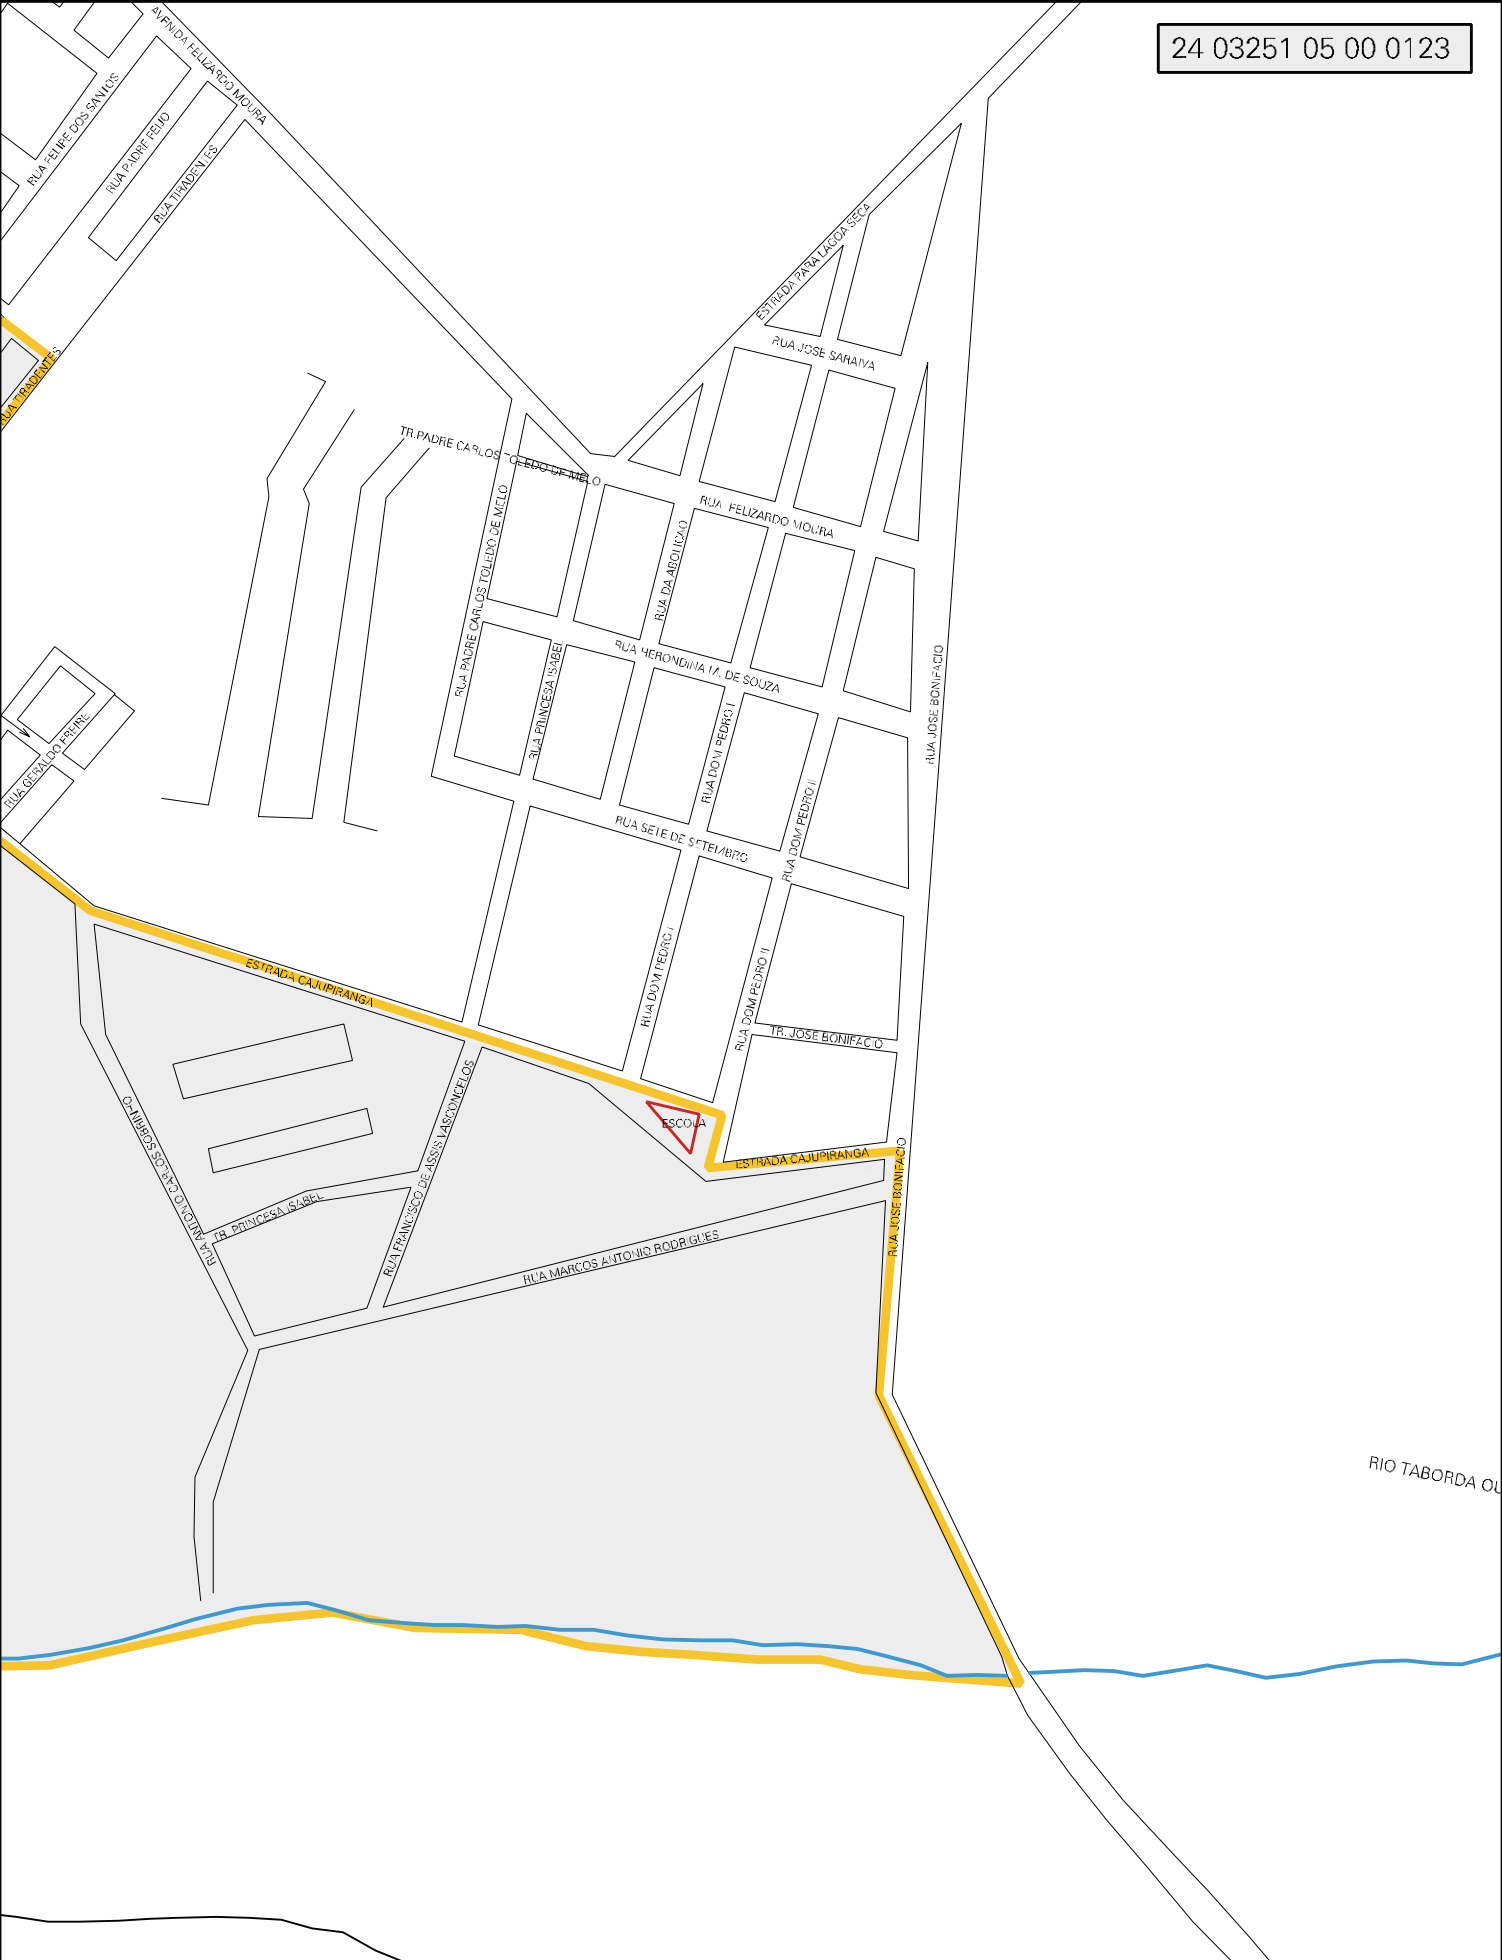 24 03251 05 00 0123
AVENIDA FELIZARDO MOURA
RUA FELIPE DOS SANTOS
RUA PADRE FEIJO
RUA TIRADENTES
ESTRADA PARA LAGOA SECA
RUA JOSE SARAIVA
RUA TIRADENTES
TR.PADRE CARLOS TOLEDO DE MELO
RUA FELIZARDO MOURA
RUA PADRE CARLOS TOLEDO DE MELO
RUA DA ABOLICAO
RUA HERONDINA M. DE SOUZA
RUA PRINCESA ISABEL
RUA DOM PEDRO I
RUA JOSE BONIFACIO
RUA GERALDO FREIRE
RUA DOM PEDRO II
RUA SETE DE SETEMBRO
ESTRADA CAJUPIRANGA
RUA DOM PEDRO I
RUA DOM PEDRO II
TR. JOSE BONIFACIO
ESCOLA
ESTRADA CAJUPIRANGA
RUA JOSE BONIFACIO
RUA ANTONIO CARLOS SOBRINHO
TR. PRINCESA ISABEL
RUA FRANCISCO DE ASSIS VASCONCELOS
RUA MARCOS ANTONIO RODRIGUES
RIO TABORDA OU